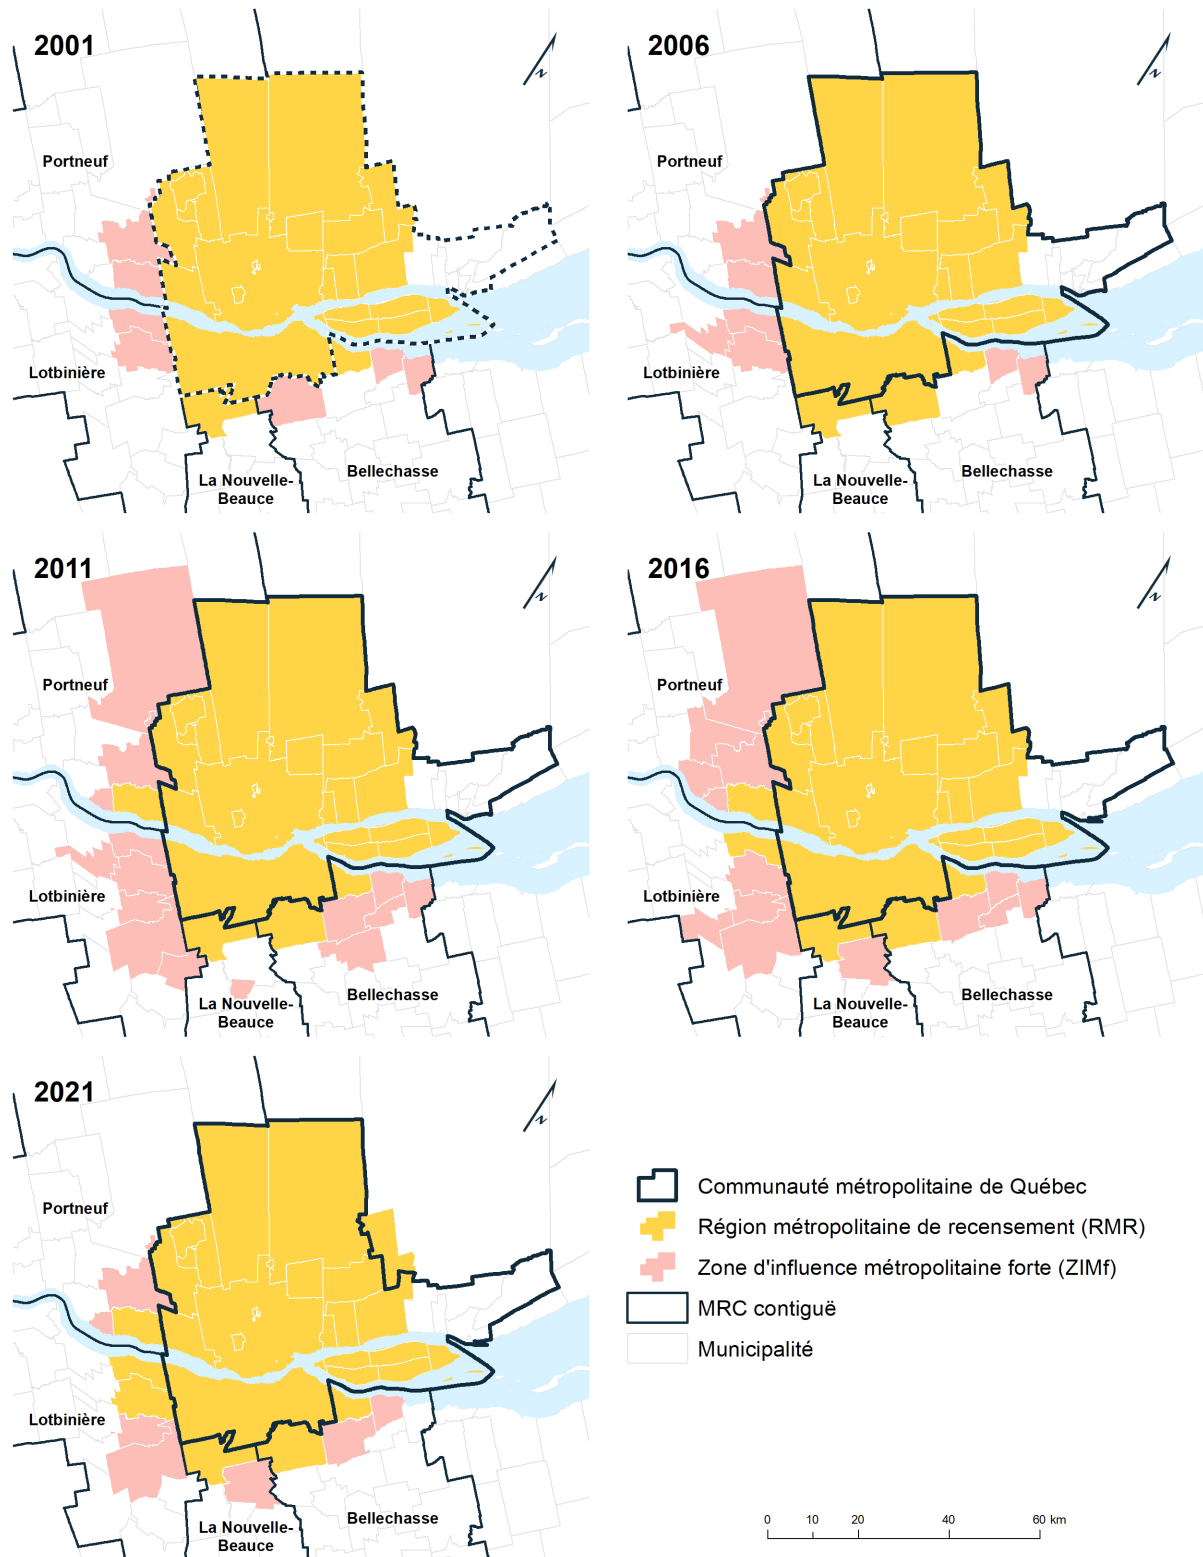 2001
N
Portneuf
Lotbinière
La Nouvelle-
Beauce
Bellechasse
2006
N
Portneuf
Lotbinière
La Nouvelle-
Beauce
Bellechasse
2011
N
Portneuf
Lotbinière
La Nouvelle-
Beauce
Bellechasse
2016
N
Portneuf
Lotbinière
La Nouvelle-
Beauce
Bellechasse
2021
N
Portneuf
Lotbinière
La Nouvelle-
Beauce
Bellechasse
Communauté métropolitaine de Québec
Région métropolitaine de recensement (RMR)
Zone d'influence métropolitaine forte (ZIMf)
MRC contiguë
Municipalité
0 10 20 40 60 km